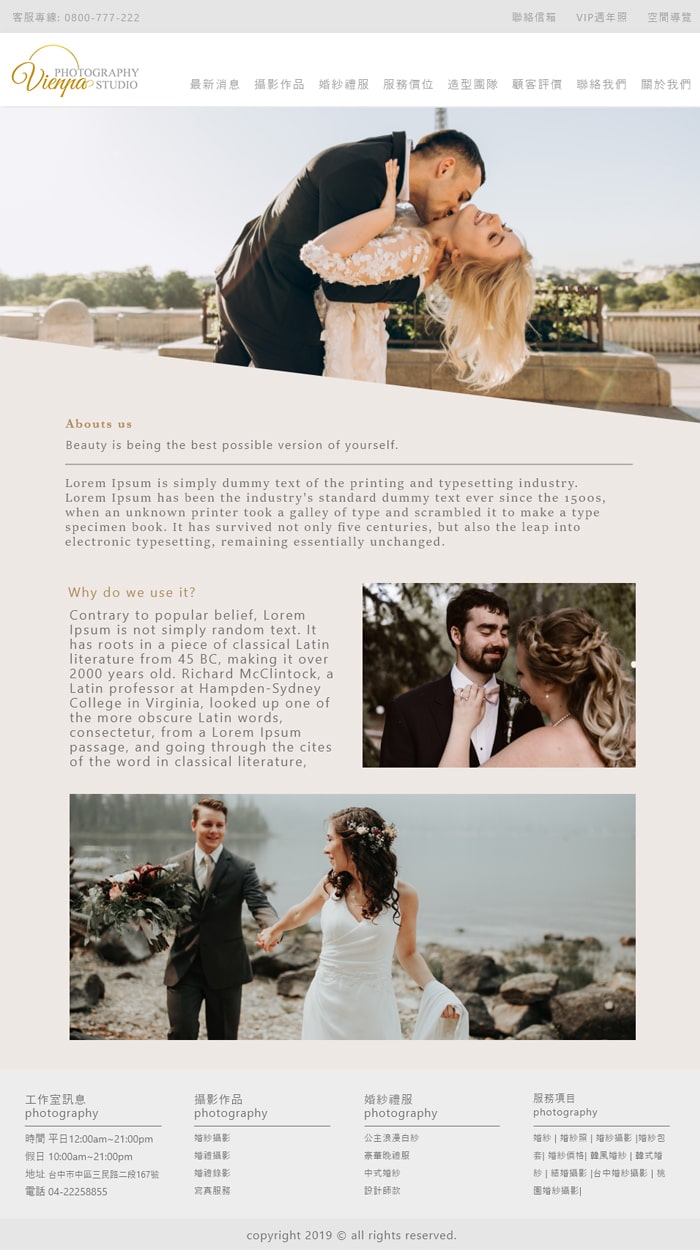 客服專線: 0800-777-222
聯絡信箱 VIP週年照 空間導覽
Vienna PHOTOGRAPHY STUDIO
最新消息 攝影作品 婚紗禮服 服務價位 造型團隊 顧客評價 聯絡我們 關於我們
Abouts us
Beauty is being the best possible version of yourself.
Lorem Ipsum is simply dummy text of the printing and typesetting industry.
Lorem Ipsum has been the industry's standard dummy text ever since the 1500s,
when an unknown printer took a galley of type and scrambled it to make a type
specimen book. It has survived not only five centuries, but also the leap into
electronic typesetting, remaining essentially unchanged.
Why do we use it?
Contrary to popular belief, Lorem
Ipsum is not simply random text. It
has roots in a piece of classical Latin
literature from 45 BC, making it over
2000 years old. Richard McClintock, a
Latin professor at Hampden-Sydney
College in Virginia, looked up one of
the more obscure Latin words,
consectetur, from a Lorem Ipsum
passage, and going through the cites
of the word in classical literature,
工作室訊息
photography
時間 平日12:00am~21:00pm
假日 10:00am~21:00pm
地址 台中市中區三民路二段167號
電話 04-22258855
攝影作品
photography
婚紗攝影
婚禮攝影
婚禮錄影
寫真服務
婚紗禮服
photography
公主浪漫白紗
豪華晚禮服
中式婚紗
設計師款
服務項目
photography
婚紗 | 婚紗照 | 婚紗攝影 |婚紗包
套| 婚紗價格| 韓風婚紗 | 韓式婚
紗 | 結婚攝影 |台中婚紗攝影 | 桃
園婚紗攝影|
copyright 2019 © all rights reserved.